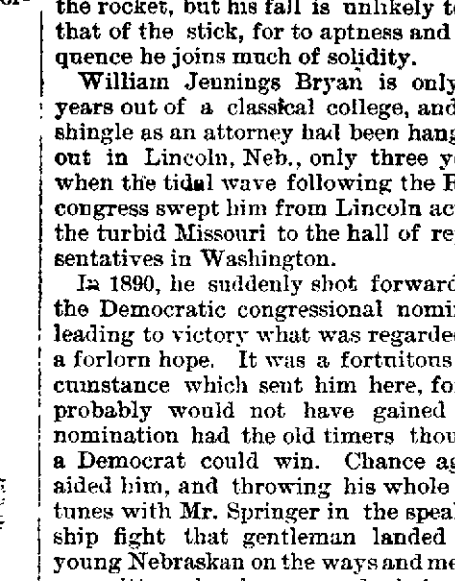 the rocket, but his fall is unlikely t
that of the stick, for to aptness and
quence he joins much of solidity.
William Jennings Bryan is only
years out of a classical college, and
shingle as an attorney had been hang
out in Lincoln, Neb., only three y
when the tidal wave following the
congress swept him from Lincoln ac
the turbid Missouri to the hall of re
sentatives in Washington.
In 1890, he suddenly shot forward
the Democratic congressional nomi
leading to victory what was regarde
a forlorn hope. It was a fortuitous
cumstance which sent him here, fo
probably would not have gained
nomination had the old timers thou
a Democrat could win. Chance ag
aided him, and throwing his whole
tunes with Mr. Springer in the spea
ship fight that gentleman landed
young Nebraskan on the ways and me